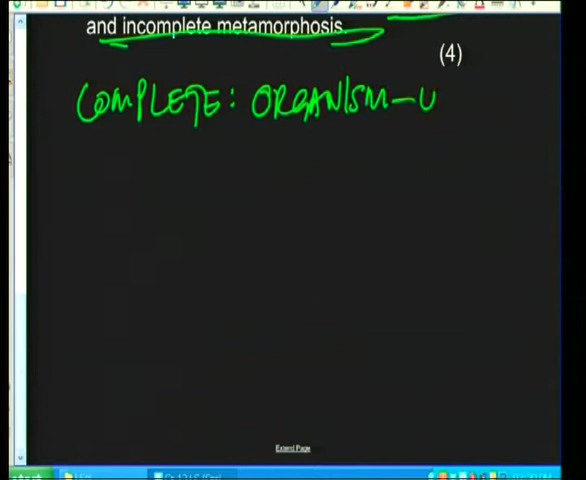 and incomplete metamorphosis.
(4)
COMPLETE: ORGANISM - U
Extend Page